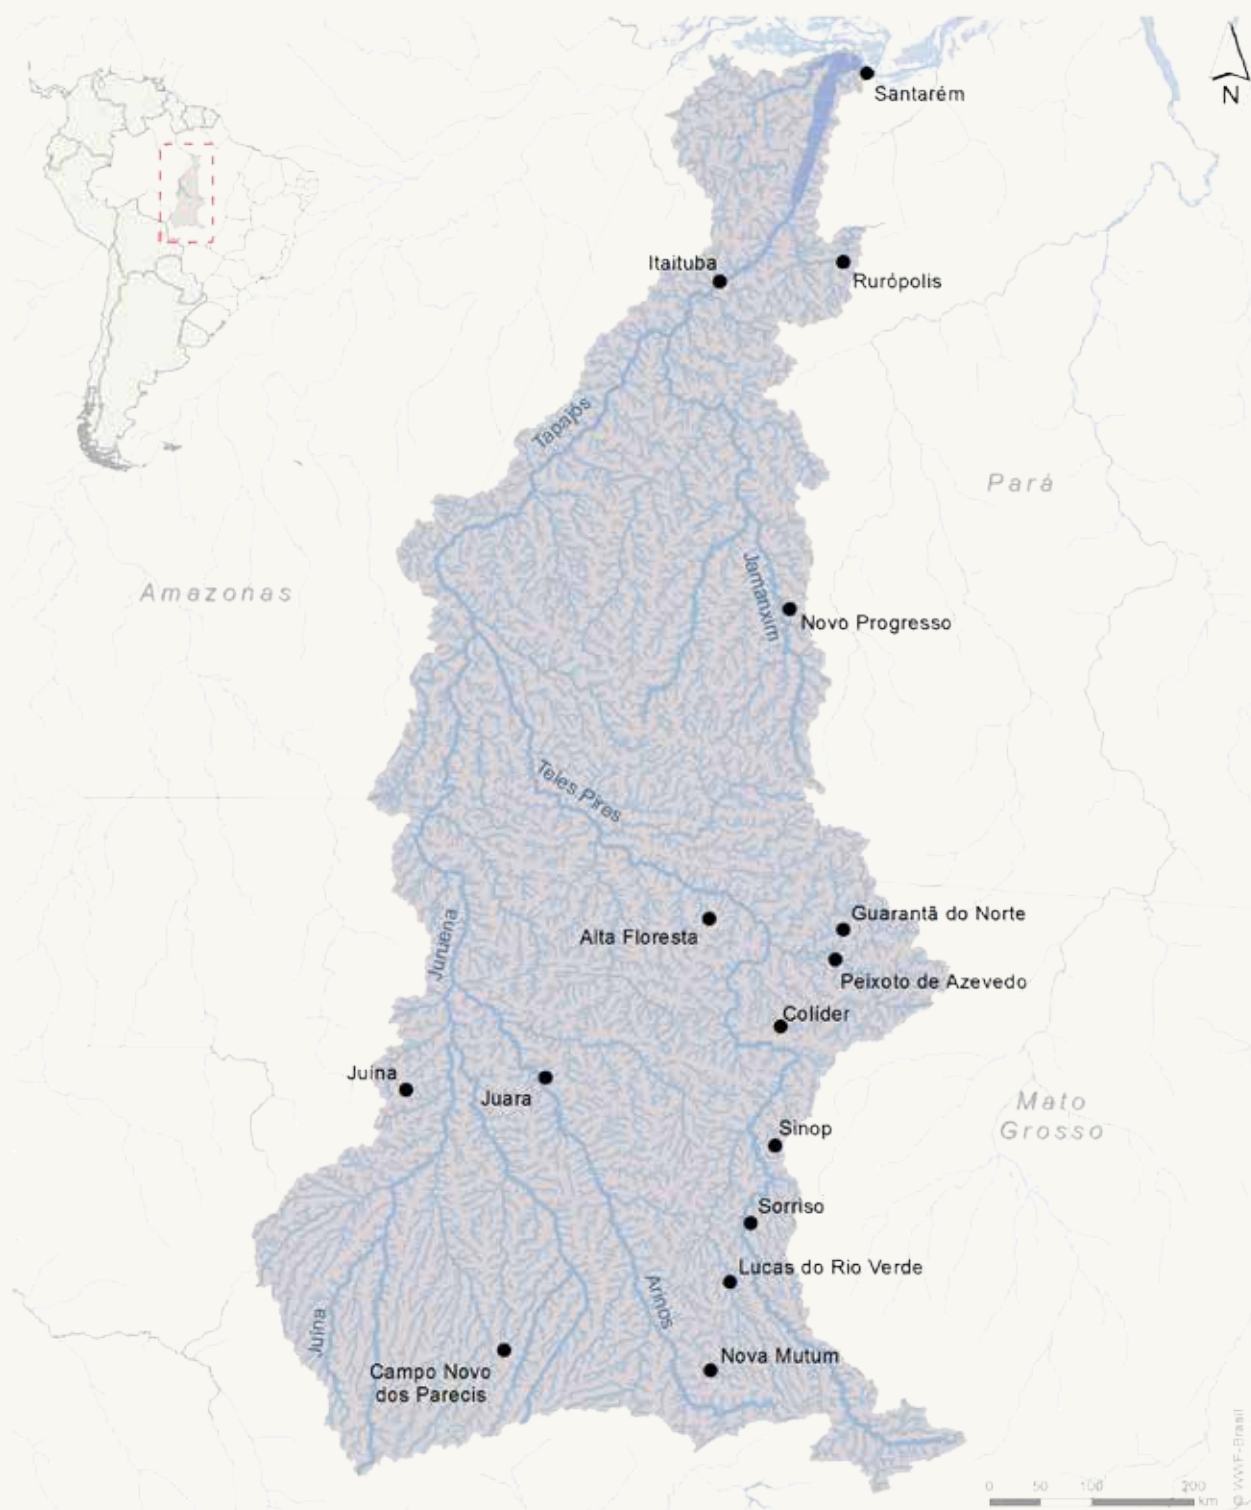 N
Santarém
Itaituba
Rurópolis
Tapajós
Pará
Amazonas
Jamanxim
Novo Progresso
Teles Pires
Guarantã do Norte
Juruena
Alta Floresta
Peixoto de Azevedo
Colíder
Juína
Juara
Mato
Grosso
Sinop
Sorriso
Lucas do Rio Verde
Arinos
Juína
Nova Mutum
Campo Novo
dos Parecis
0 50 100 200
km
© WWF-Brasil